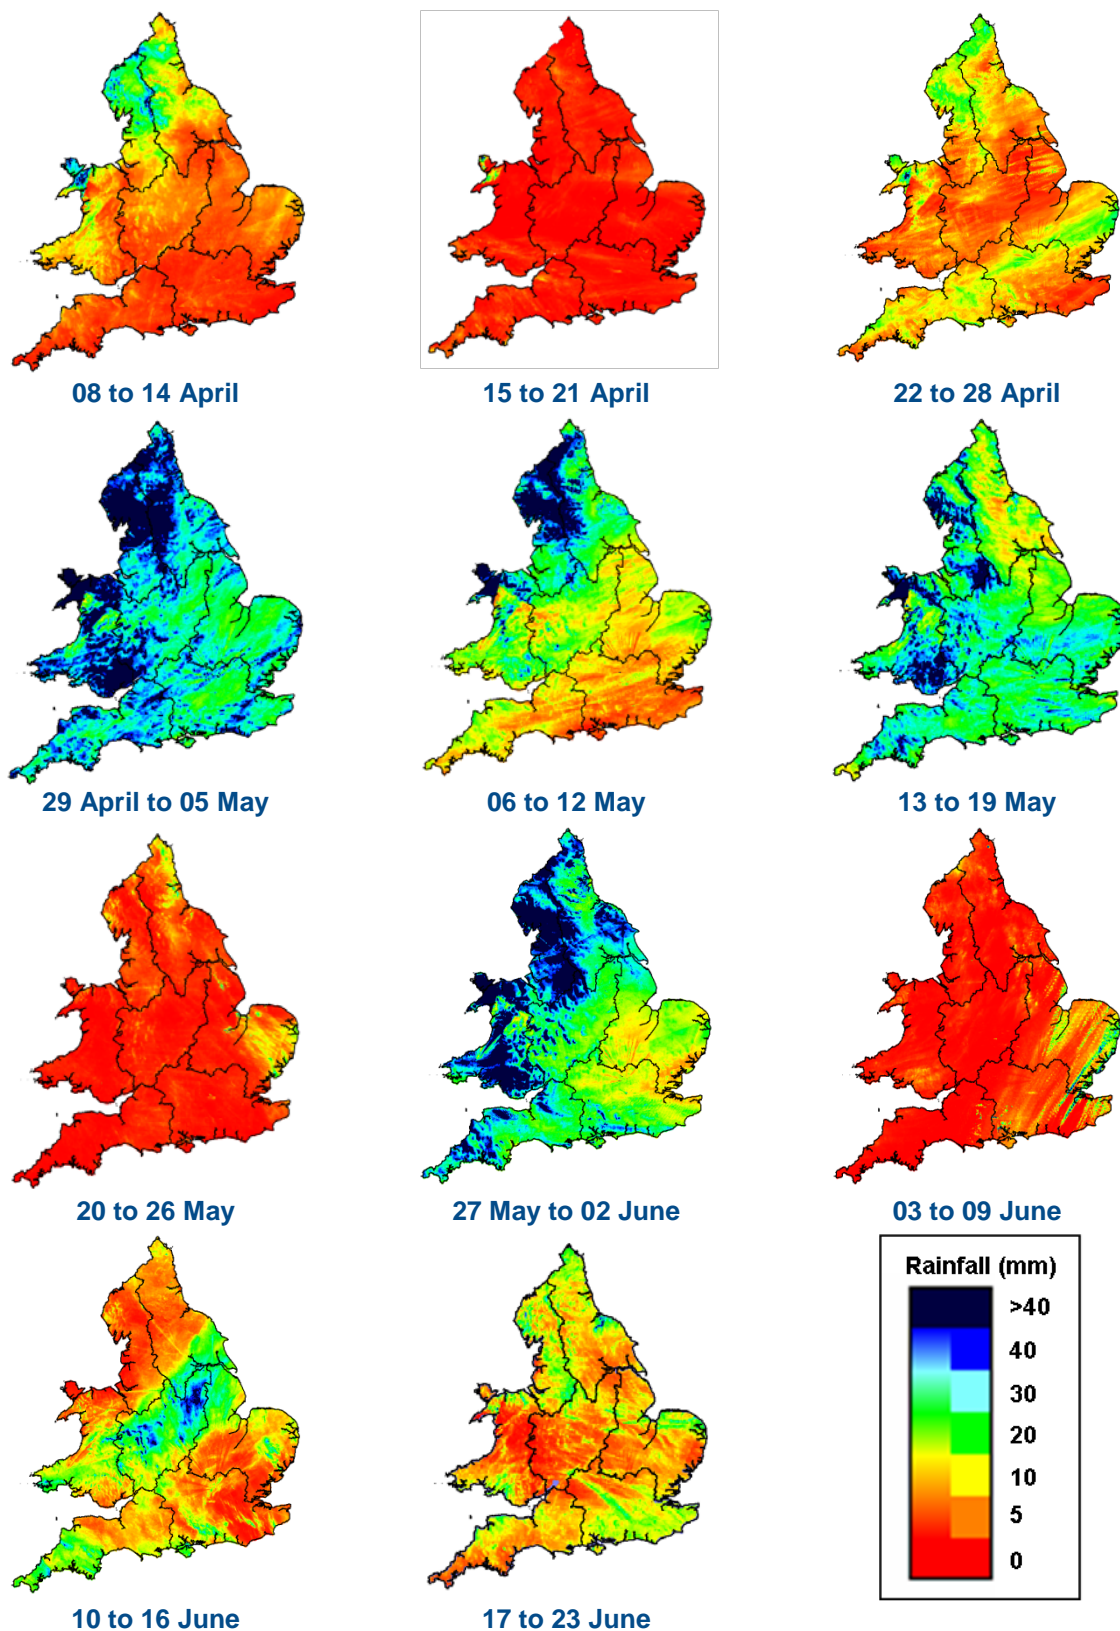 08 to 14 April
15 to 21 April
22 to 28 April
29 April to 05 May
06 to 12 May
13 to 19 May
20 to 26 May
27 May to 02 June
03 to 09 June
Rainfall (mm)
>40
40
30
20
10
5
0
10 to 16 June
17 to 23 June